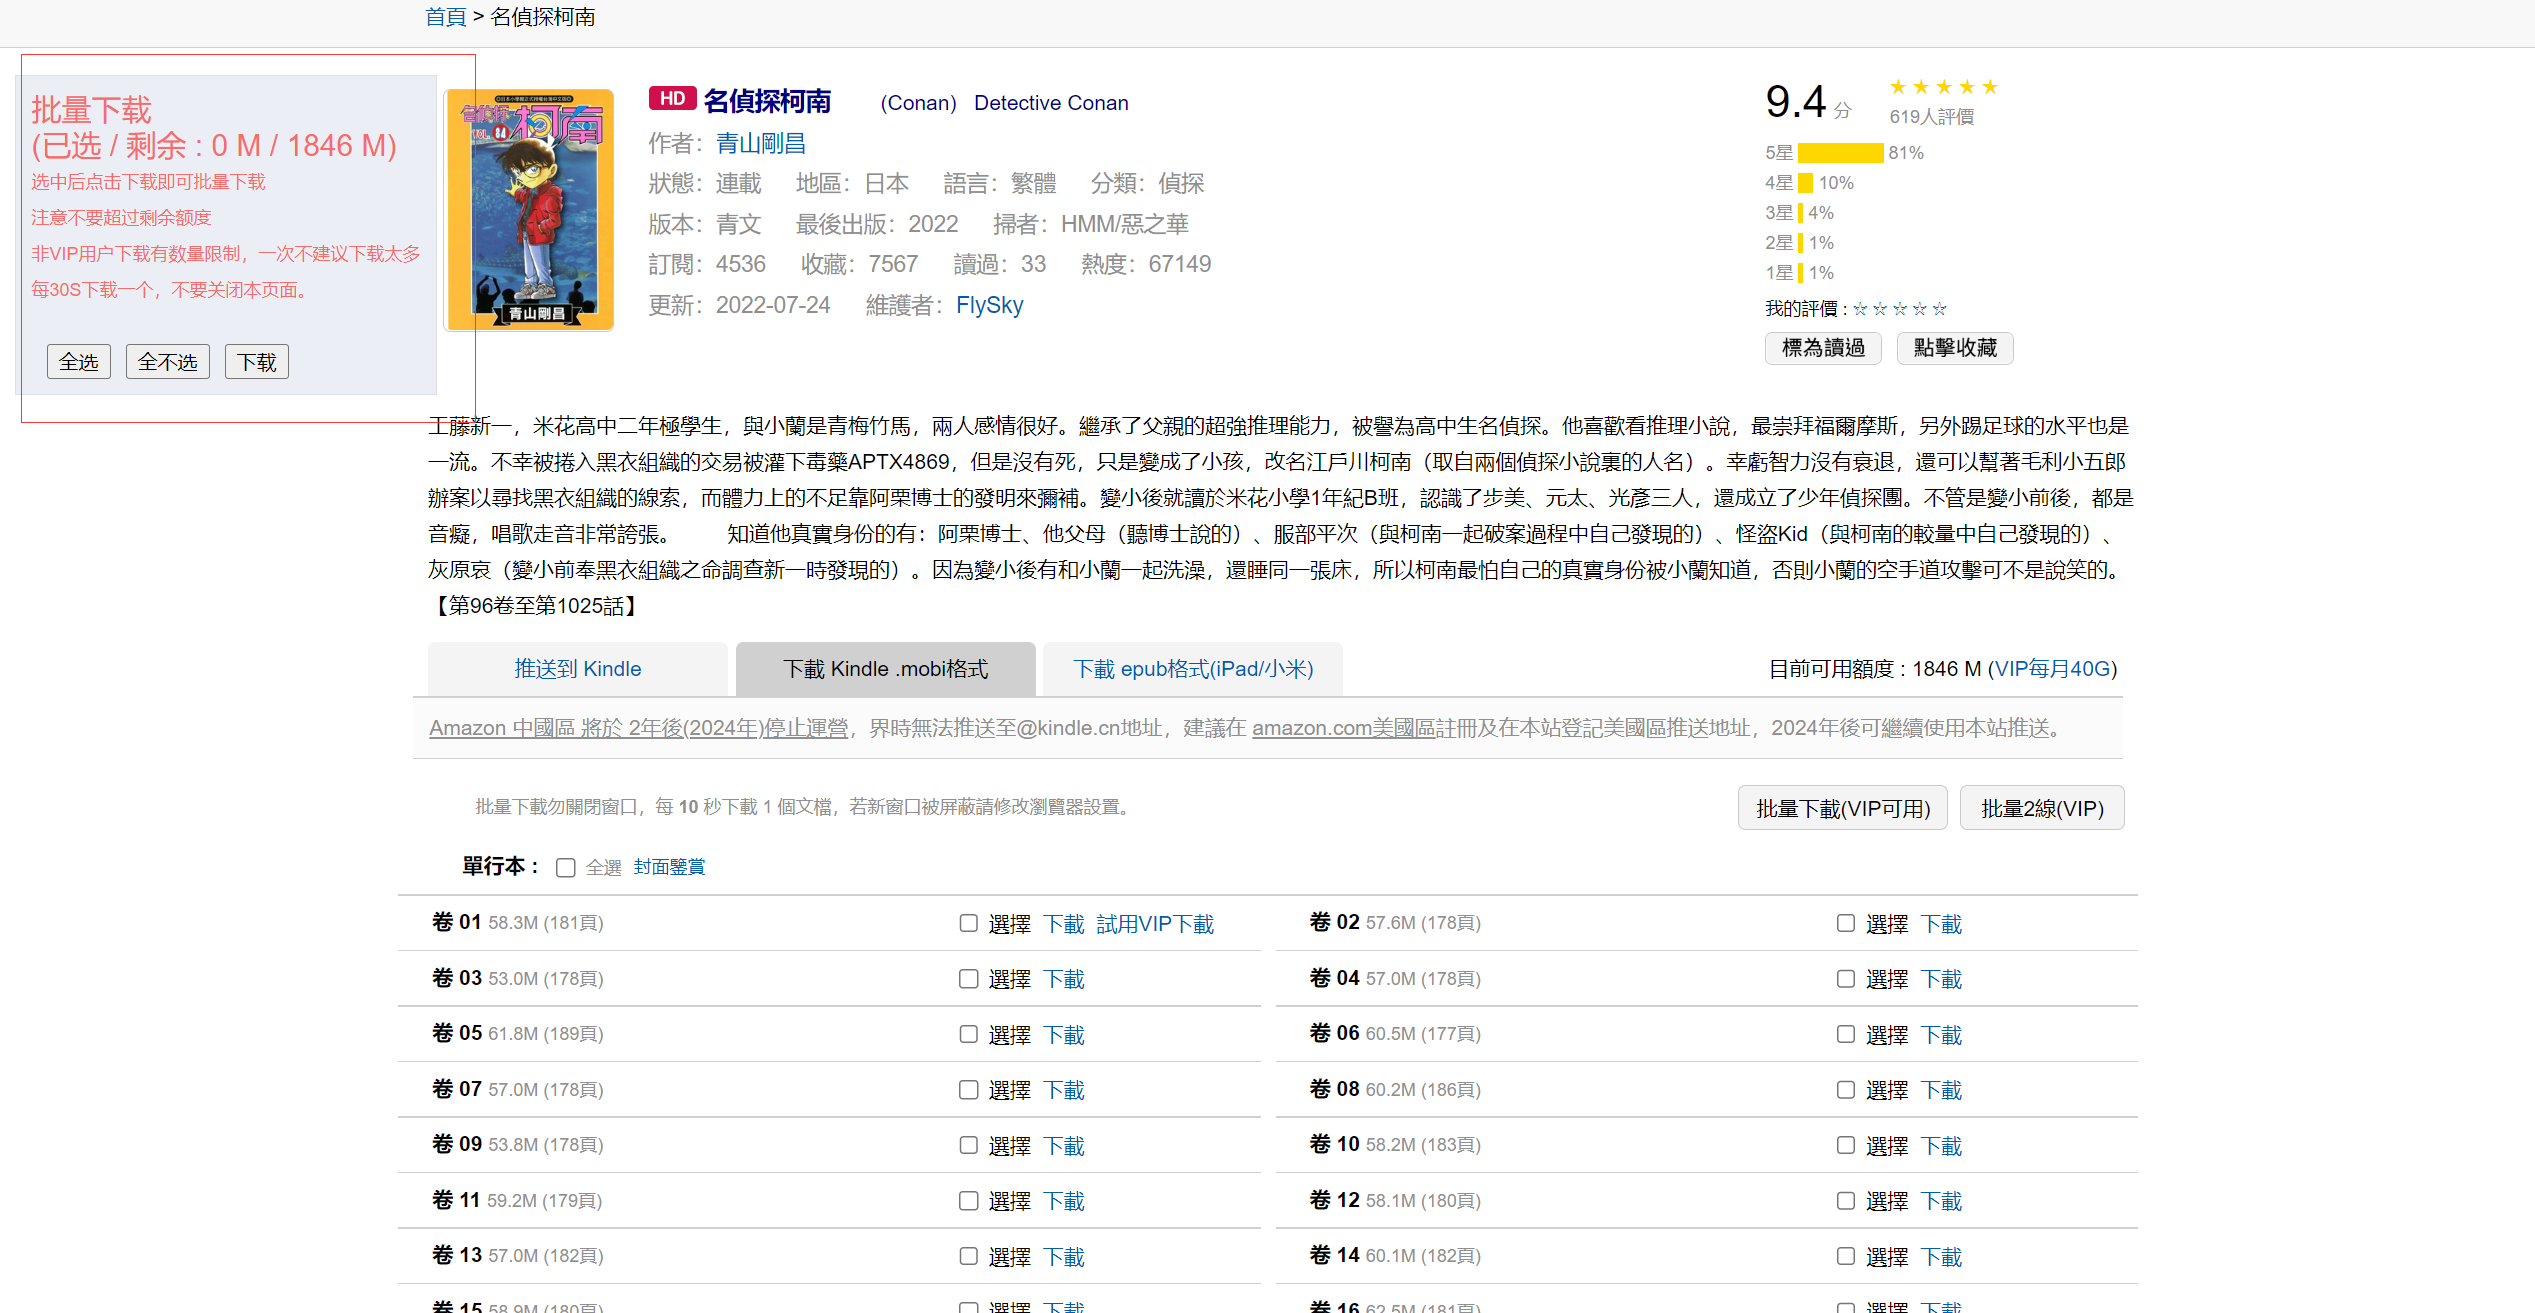 首頁 > 名偵探柯南
批量下载
(已选 / 剩余 : 0 M / 1846 M)
选中后点击下载即可批量下载
注意不要超过剩余额度
非VIP用户下载有数量限制，一次不建议下载太多
每30S下载一个，不要关闭本页面。
全选 全不选 下载
名偵探 柯南
VOL. 84
青山剛昌
HD 名偵探柯南 (Conan) Detective Conan
作者：青山剛昌
狀態：連載 地區：日本 語言：繁體 分類：偵探
版本：青文 最後出版：2022 掃者：HMM/惡之華
訂閱：4536 收藏：7567 讀過：33 熱度：67149
更新：2022-07-24 維護者：FlySky
9.4 分 ★★★★★
619人評價
5星 81%
4星 10%
3星 4%
2星 1%
1星 1%
我的評價 : ☆☆☆☆☆
標為讀過 點擊收藏
工藤新一，米花高中二年極學生，與小蘭是青梅竹馬，兩人感情很好。繼承了父親的超強推理能力，被譽為高中生名偵探。他喜歡看推理小說，最崇拜福爾摩斯，另外踢足球的水平也是
一流。不幸被捲入黑衣組織的交易被灌下毒藥APTX4869，但是沒有死，只是變成了小孩，改名江戶川柯南（取自兩個偵探小說裏的人名）。幸虧智力沒有衰退，還可以幫著毛利小五郎
辦案以尋找黑衣組織的線索，而體力上的不足靠阿栗博士的發明來彌補。變小後就讀於米花小學1年紀B班，認識了步美、元太、光彥三人，還成立了少年偵探團。不管是變小前後，都是
音癡，唱歌走音非常誇張。 知道他真實身份的有：阿栗博士、他父母（聽博士說的）、服部平次（與柯南一起破案過程中自己發現的）、怪盜Kid（與柯南的較量中自己發現的）、
灰原哀（變小前奉黑衣組織之命調查新一時發現的）。因為變小後有和小蘭一起洗澡，還睡同一張床，所以柯南最怕自己的真實身份被小蘭知道，否則小蘭的空手道攻擊可不是說笑的。
【第96卷至第1025話】
推送到 Kindle 下載 Kindle .mobi格式 下載 epub格式(iPad/小米) 目前可用額度 : 1846 M (VIP每月40G)
Amazon 中國區 將於 2年後(2024年)停止運營，界時無法推送至@kindle.cn地址，建議在 amazon.com美國區註冊及在本站登記美國區推送地址，2024年後可繼續使用本站推送。
批量下載勿關閉窗口，每 10 秒下載 1 個文檔，若新窗口被屏蔽請修改瀏覽器設置。 批量下載(VIP可用) 批量2線(VIP)
單行本： 全選 封面鑒賞
卷 01 58.3M (181頁) 選擇 下載 試用VIP下載 卷 02 57.6M (178頁) 選擇 下載
卷 03 53.0M (178頁) 選擇 下載 卷 04 57.0M (178頁) 選擇 下載
卷 05 61.8M (189頁) 選擇 下載 卷 06 60.5M (177頁) 選擇 下載
卷 07 57.0M (178頁) 選擇 下載 卷 08 60.2M (186頁) 選擇 下載
卷 09 53.8M (178頁) 選擇 下載 卷 10 58.2M (183頁) 選擇 下載
卷 11 59.2M (179頁) 選擇 下載 卷 12 58.1M (180頁) 選擇 下載
卷 13 57.0M (182頁) 選擇 下載 卷 14 60.1M (182頁) 選擇 下載
卷 15 58.9M (180頁) 選擇 下載 卷 16 62.5M (181頁) 選擇 下載